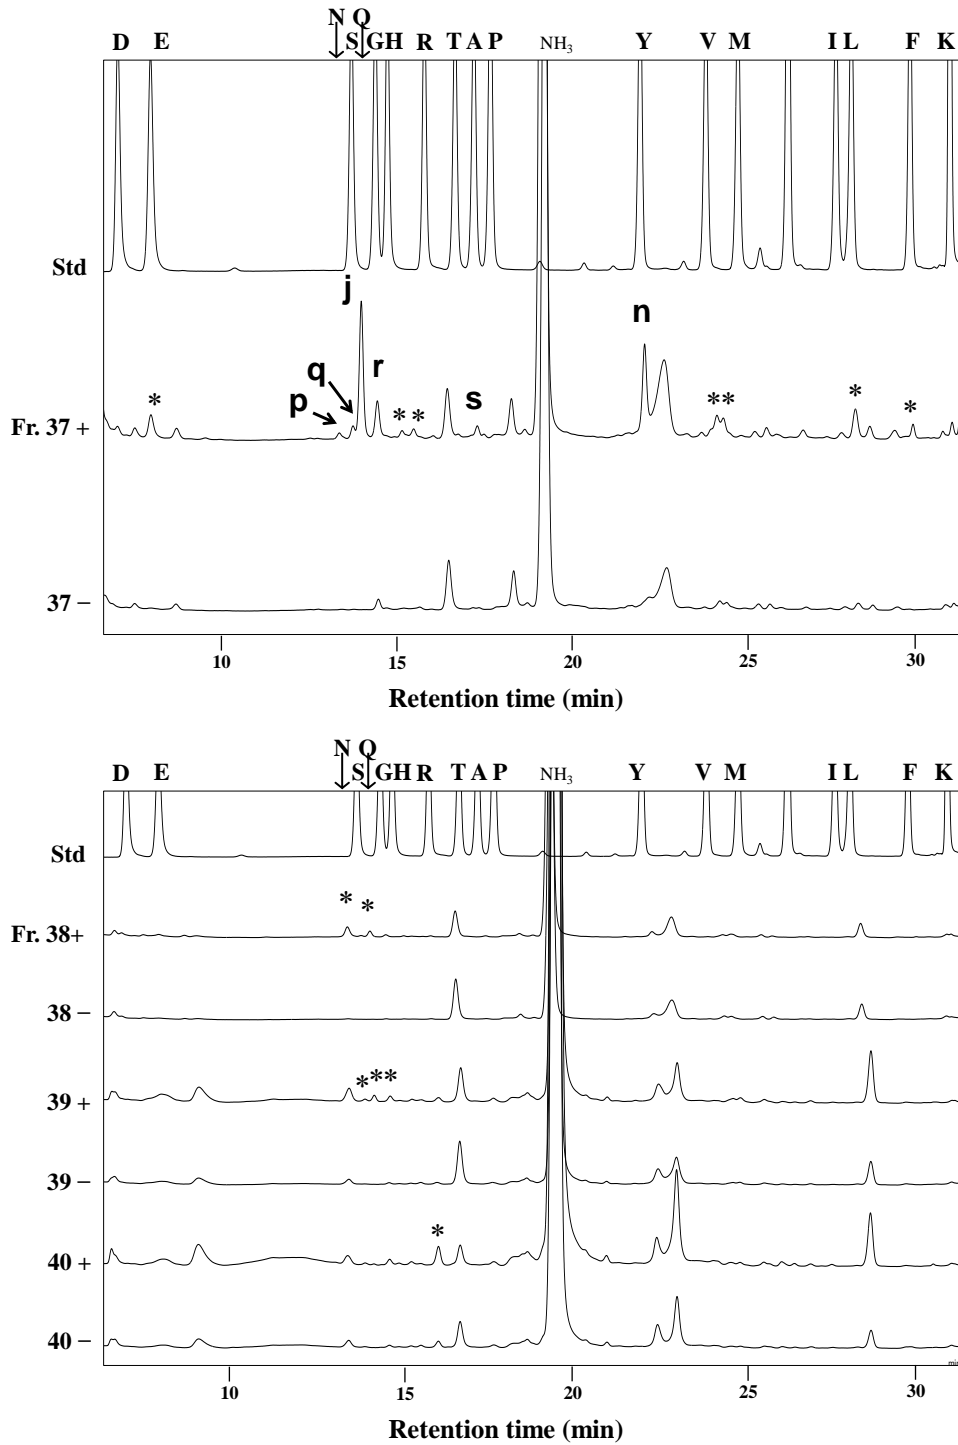 N Q
D E S G H R T A P NH3 Y V M I L F K
Std
j
n
r
q
* p * * s * * * *
Fr. 37 +
37 −
10 15 20 25 30
Retention time (min)
N Q
D E S G H R T A P NH3 Y V M I L F K
Std
* *
Fr. 38+
38 −
* * *
39 +
39 −
*
40 +
40 −
min
10 15 20 25 30
Retention time (min)